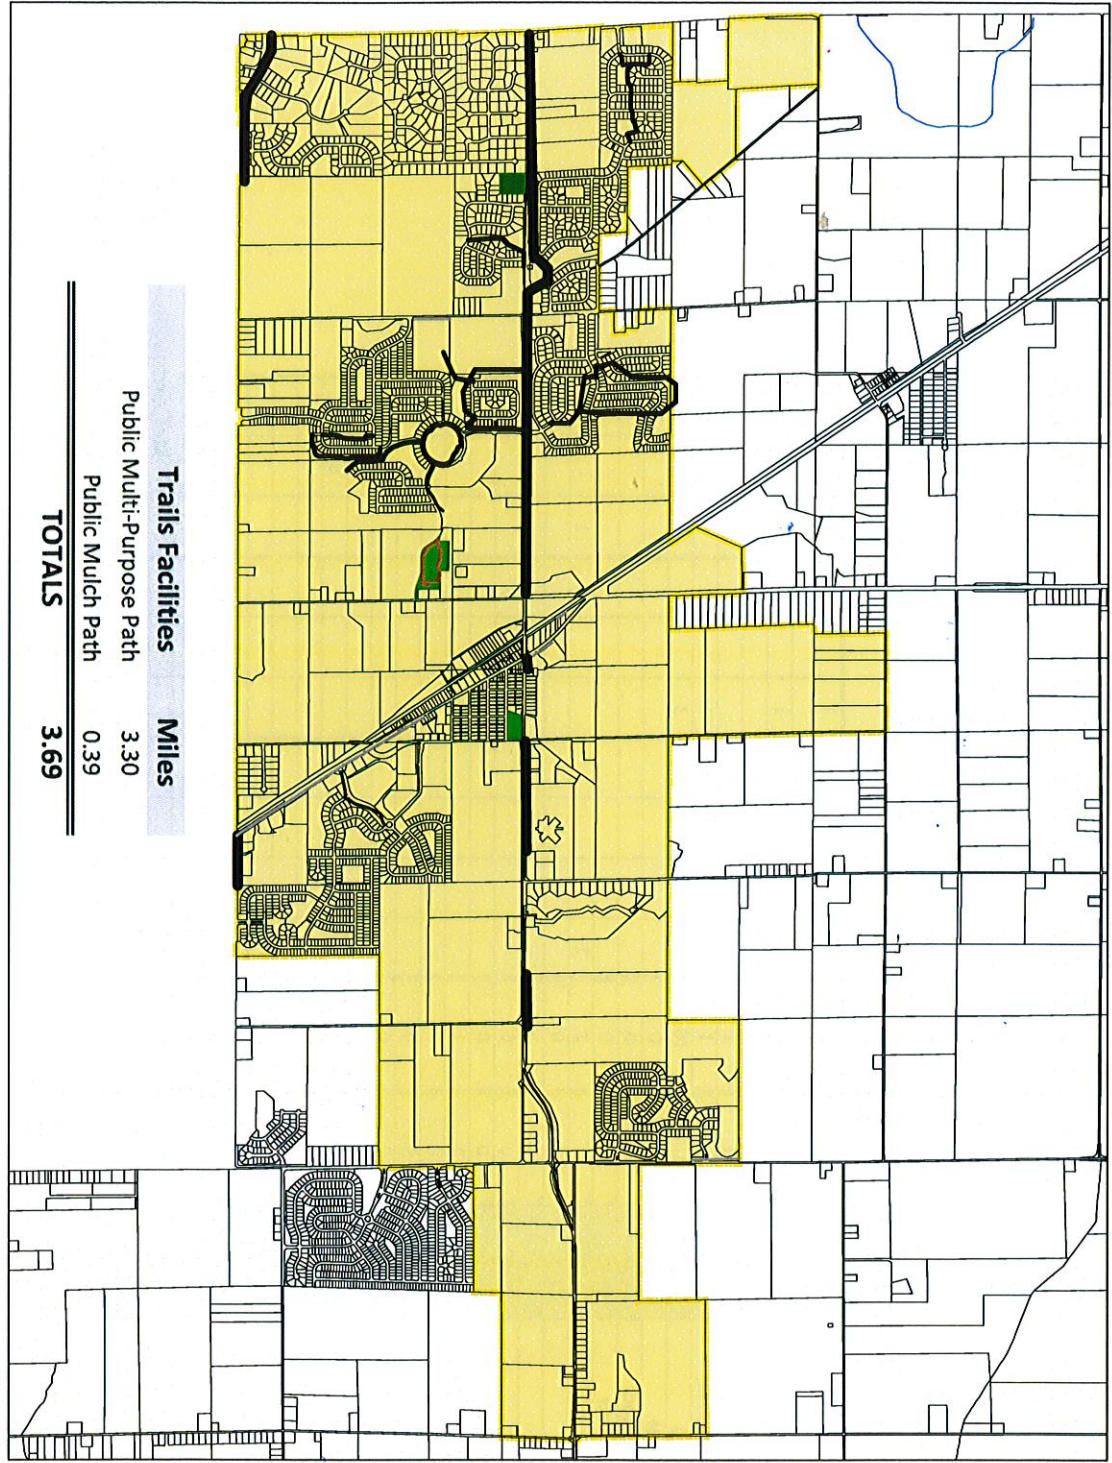 Trails Facilities Miles
Public Multi-Purpose Path 3.30
Public Mulch Path 0.39
TOTALS 3.69